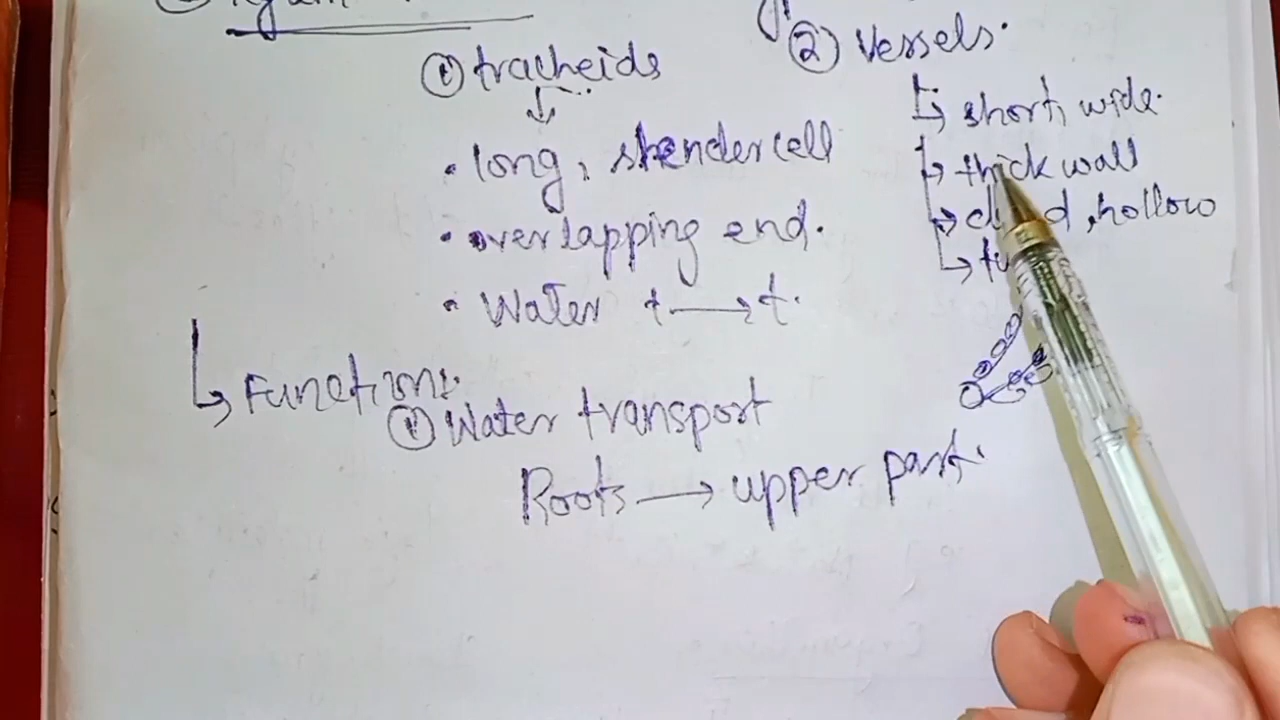 ① tracheids
• long, slender cell
• overlapping end.
• Water t → t.
② Vessels.
↳ short, wide.
↳ thick wall
↳ hollow
↳ Functions
① Water transport
Roots → upper part.